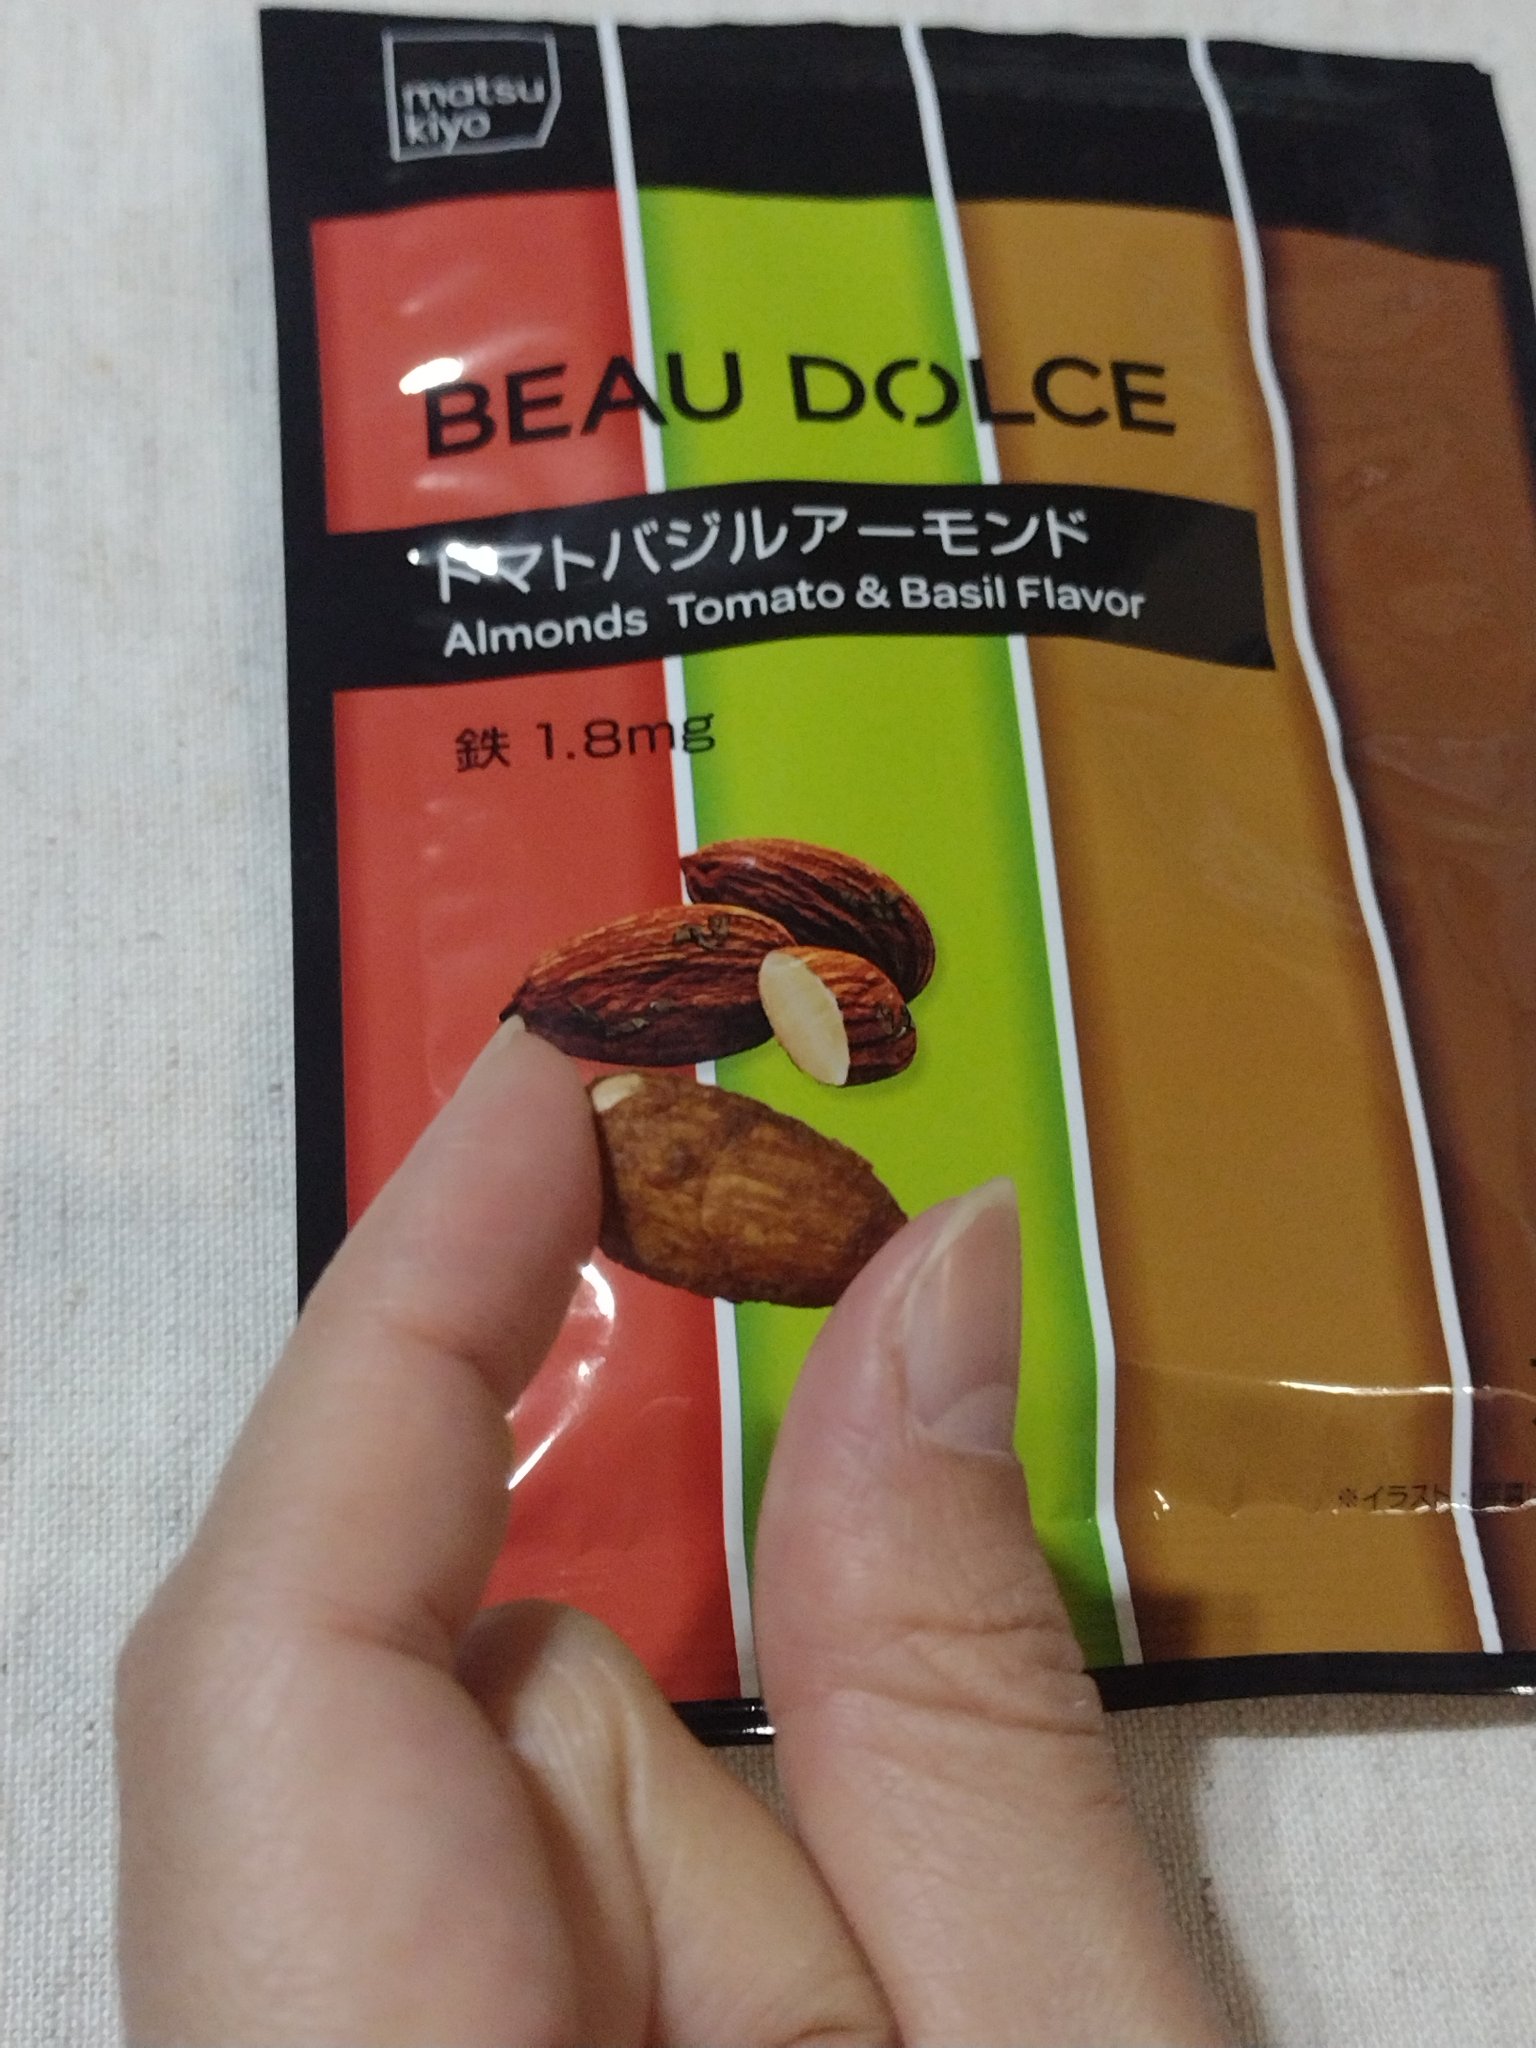 matsu
kiyo
BEAU DOLCE
トマトバジルアーモンド
Almonds Tomato & Basil Flavor
鉄 1.8mg
※イラスト・